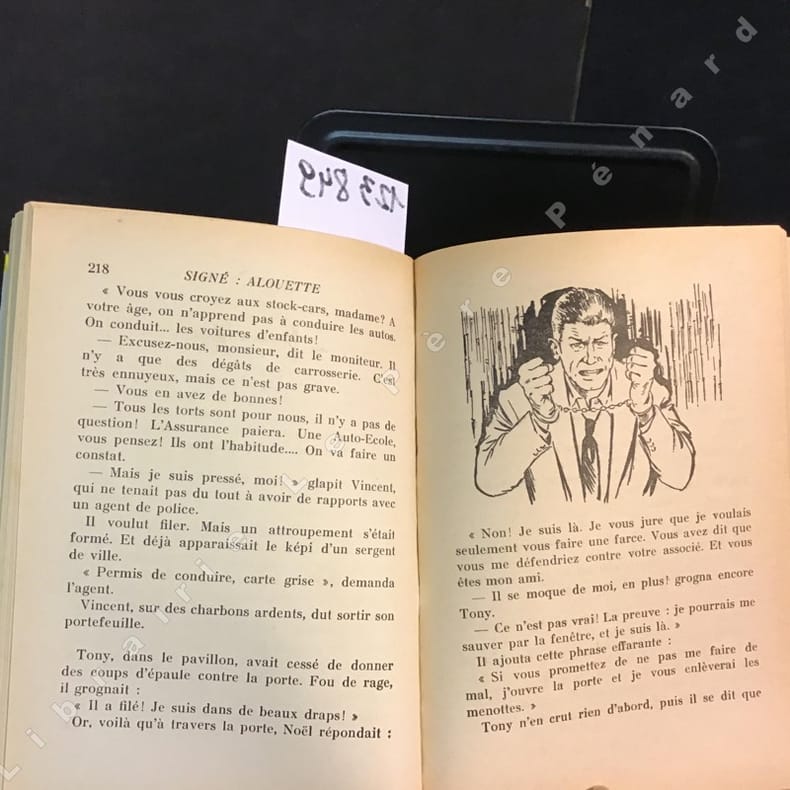 123849
218
SIGNÉ : ALOUETTE
« Vous vous croyez aux stock-cars, madame? A
votre âge, on n'apprend pas à conduire les autos.
On conduit... les voitures d'enfants!
— Excusez-nous, monsieur, dit le moniteur. Il
n'y a que des dégâts de carrosserie. C'est
très ennuyeux, mais ce n'est pas grave.
— Vous en avez de bonnes!
— Tous les torts sont pour nous, il n'y a pas de
question! L'Assurance paiera. Une Auto-Ecole,
vous pensez! Ils ont l'habitude.... On va faire un
constat.
— Mais je suis pressé, moi! » glapit Vincent,
qui ne tenait pas du tout à avoir de rapports avec
un agent de police.
Il voulut filer. Mais un attroupement s'était
formé. Et déjà apparaissait le képi d'un sergent
de ville.
« Permis de conduire, carte grise », demanda
l'agent.
Vincent, sur des charbons ardents, dut sortir son
portefeuille.
Tony, dans le pavillon, avait cessé de donner
des coups d'épaule contre la porte. Fou de rage,
il grognait :
« Il a filé! Je suis dans de beaux draps! »
Or, voilà qu'à travers la porte, Noël répondait :
« Non! Je suis là. Je vous jure que je voulais
seulement vous faire une farce. Vous avez dit que
vous me défendriez contre votre associé. Et vous
êtes mon ami.
— Il se moque de moi, en plus! grogna encore
Tony.
— Ce n'est pas vrai! La preuve : je pourrais me
sauver par la fenêtre, et je suis là. »
Il ajouta cette phrase effarante :
« Si vous promettez de ne pas me faire de
mal, j'ouvre la porte et je vous enlèverai les
menottes. »
Tony n'en crut rien d'abord, puis il se dit que
Librairie Le Père Pénard